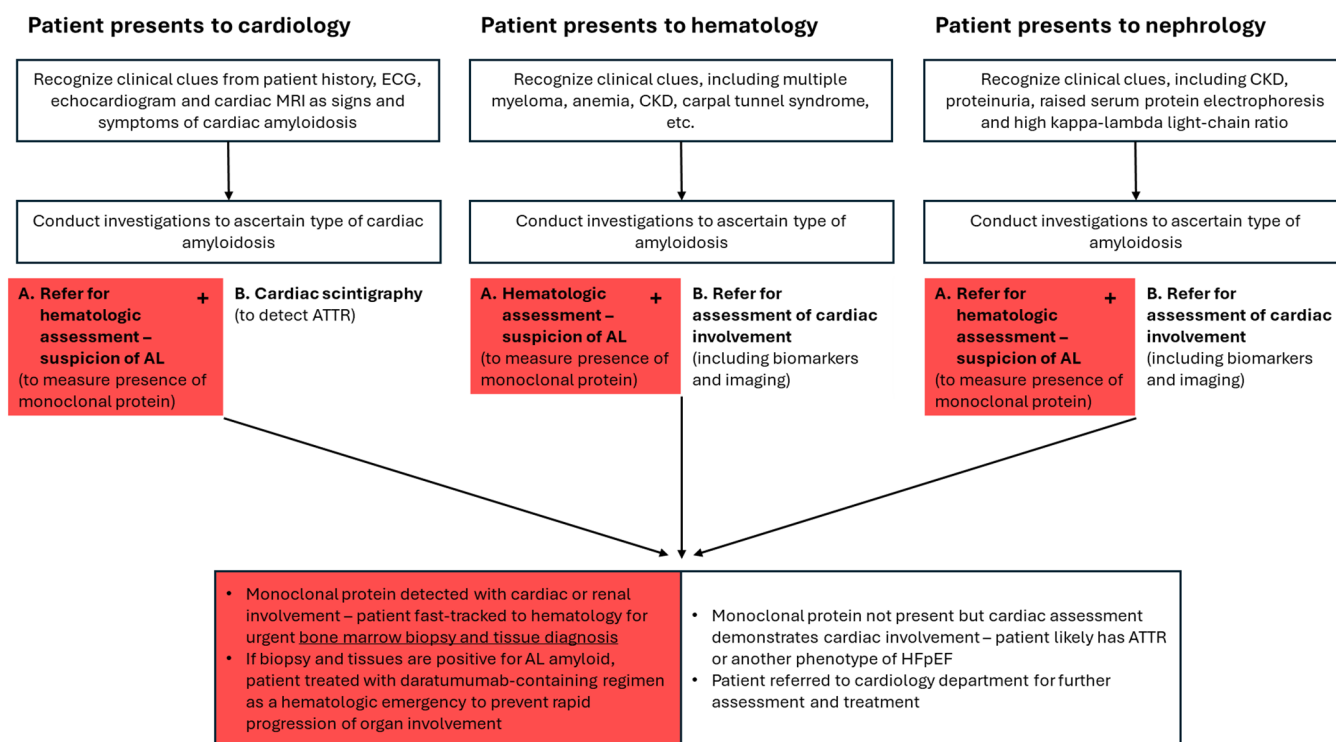 Patient presents to cardiology
Patient presents to hematology
Patient presents to nephrology
Recognize clinical clues from patient history, ECG,
echocardiogram and cardiac MRI as signs and
symptoms of cardiac amyloidosis
Recognize clinical clues, including multiple
myeloma, anemia, CKD, carpal tunnel syndrome,
etc.
Recognize clinical clues, including CKD,
proteinuria, raised serum protein electrophoresis
and high kappa-lambda light-chain ratio
Conduct investigations to ascertain type of cardiac
amyloidosis
Conduct investigations to ascertain type of
amyloidosis
Conduct investigations to ascertain type of
amyloidosis
A. Refer for
hematologic
assessment –
suspicion of AL
(to measure presence of
monoclonal protein)
+
B. Cardiac scintigraphy
(to detect ATTR)
A. Hematologic
assessment –
suspicion of AL
(to measure presence of
monoclonal protein)
+
B. Refer for
assessment of cardiac
involvement
(including biomarkers
and imaging)
A. Refer for
hematologic
assessment –
suspicion of AL
(to measure presence of
monoclonal protein)
+
B. Refer for
assessment of cardiac
involvement
(including biomarkers
and imaging)
• Monoclonal protein detected with cardiac or renal
involvement – patient fast-tracked to hematology for
urgent bone marrow biopsy and tissue diagnosis
• If biopsy and tissues are positive for AL amyloid,
patient treated with daratumumab-containing regimen
as a hematologic emergency to prevent rapid
progression of organ involvement
• Monoclonal protein not present but cardiac assessment
demonstrates cardiac involvement – patient likely has ATTR
or another phenotype of HFpEF
• Patient referred to cardiology department for further
assessment and treatment